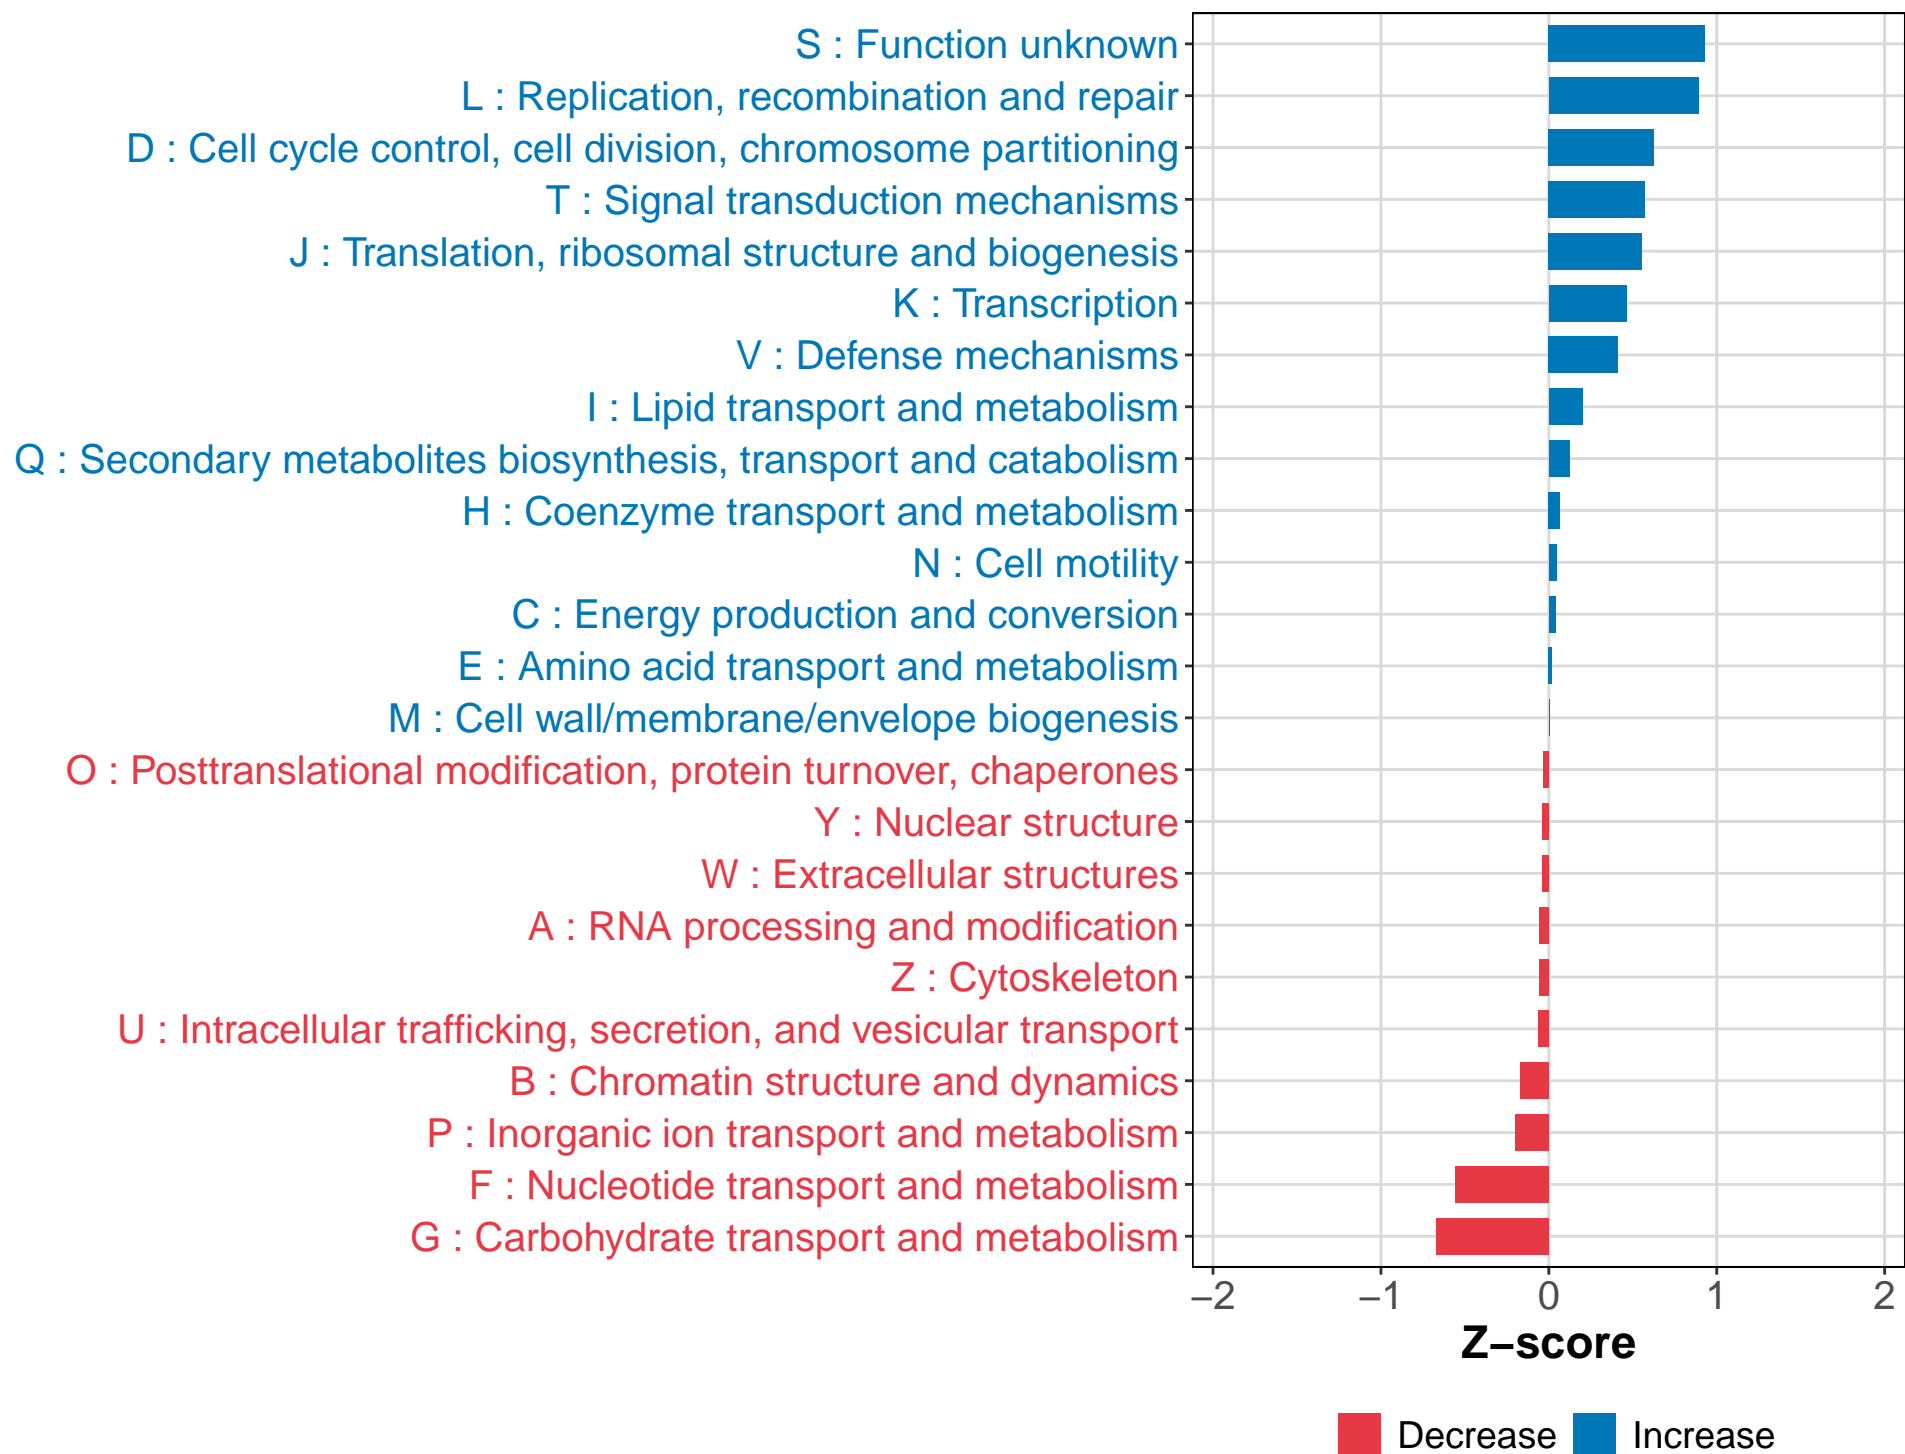 S : Function unknown
L : Replication, recombination and repair
D : Cell cycle control, cell division, chromosome partitioning
T : Signal transduction mechanisms
J : Translation, ribosomal structure and biogenesis
K : Transcription
V : Defense mechanisms
I : Lipid transport and metabolism
Q : Secondary metabolites biosynthesis, transport and catabolism
H : Coenzyme transport and metabolism
N : Cell motility
C : Energy production and conversion
E : Amino acid transport and metabolism
M : Cell wall/membrane/envelope biogenesis
O : Posttranslational modification, protein turnover, chaperones
Y : Nuclear structure
W : Extracellular structures
A : RNA processing and modification
Z : Cytoskeleton
U : Intracellular trafficking, secretion, and vesicular transport
B : Chromatin structure and dynamics
P : Inorganic ion transport and metabolism
F : Nucleotide transport and metabolism
G : Carbohydrate transport and metabolism
−2 −1 0 1 2
Z−score
Decrease Increase